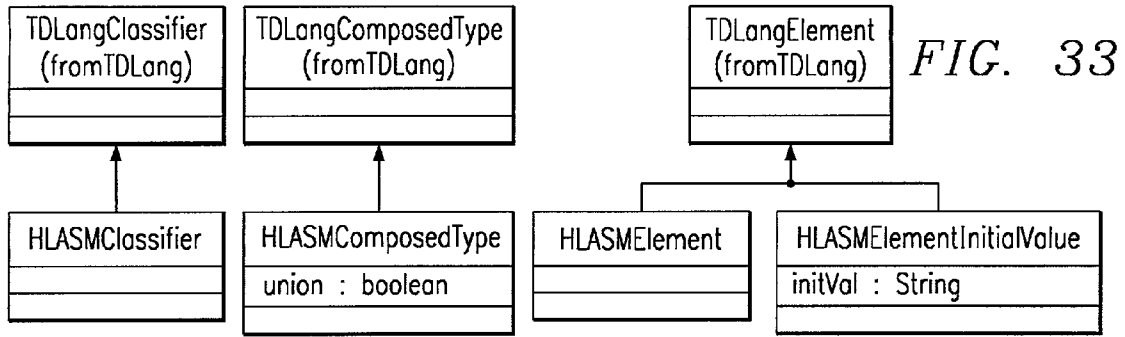 TDLangClassifier
(fromTDLang)
TDLangComposedType
(fromTDLang)
TDLangElement
(fromTDLang)
FIG. 33
HLASMClassifier
HLASMComposedType
union : boolean
HLASMElement
HLASMElementInitialValue
initVal : String